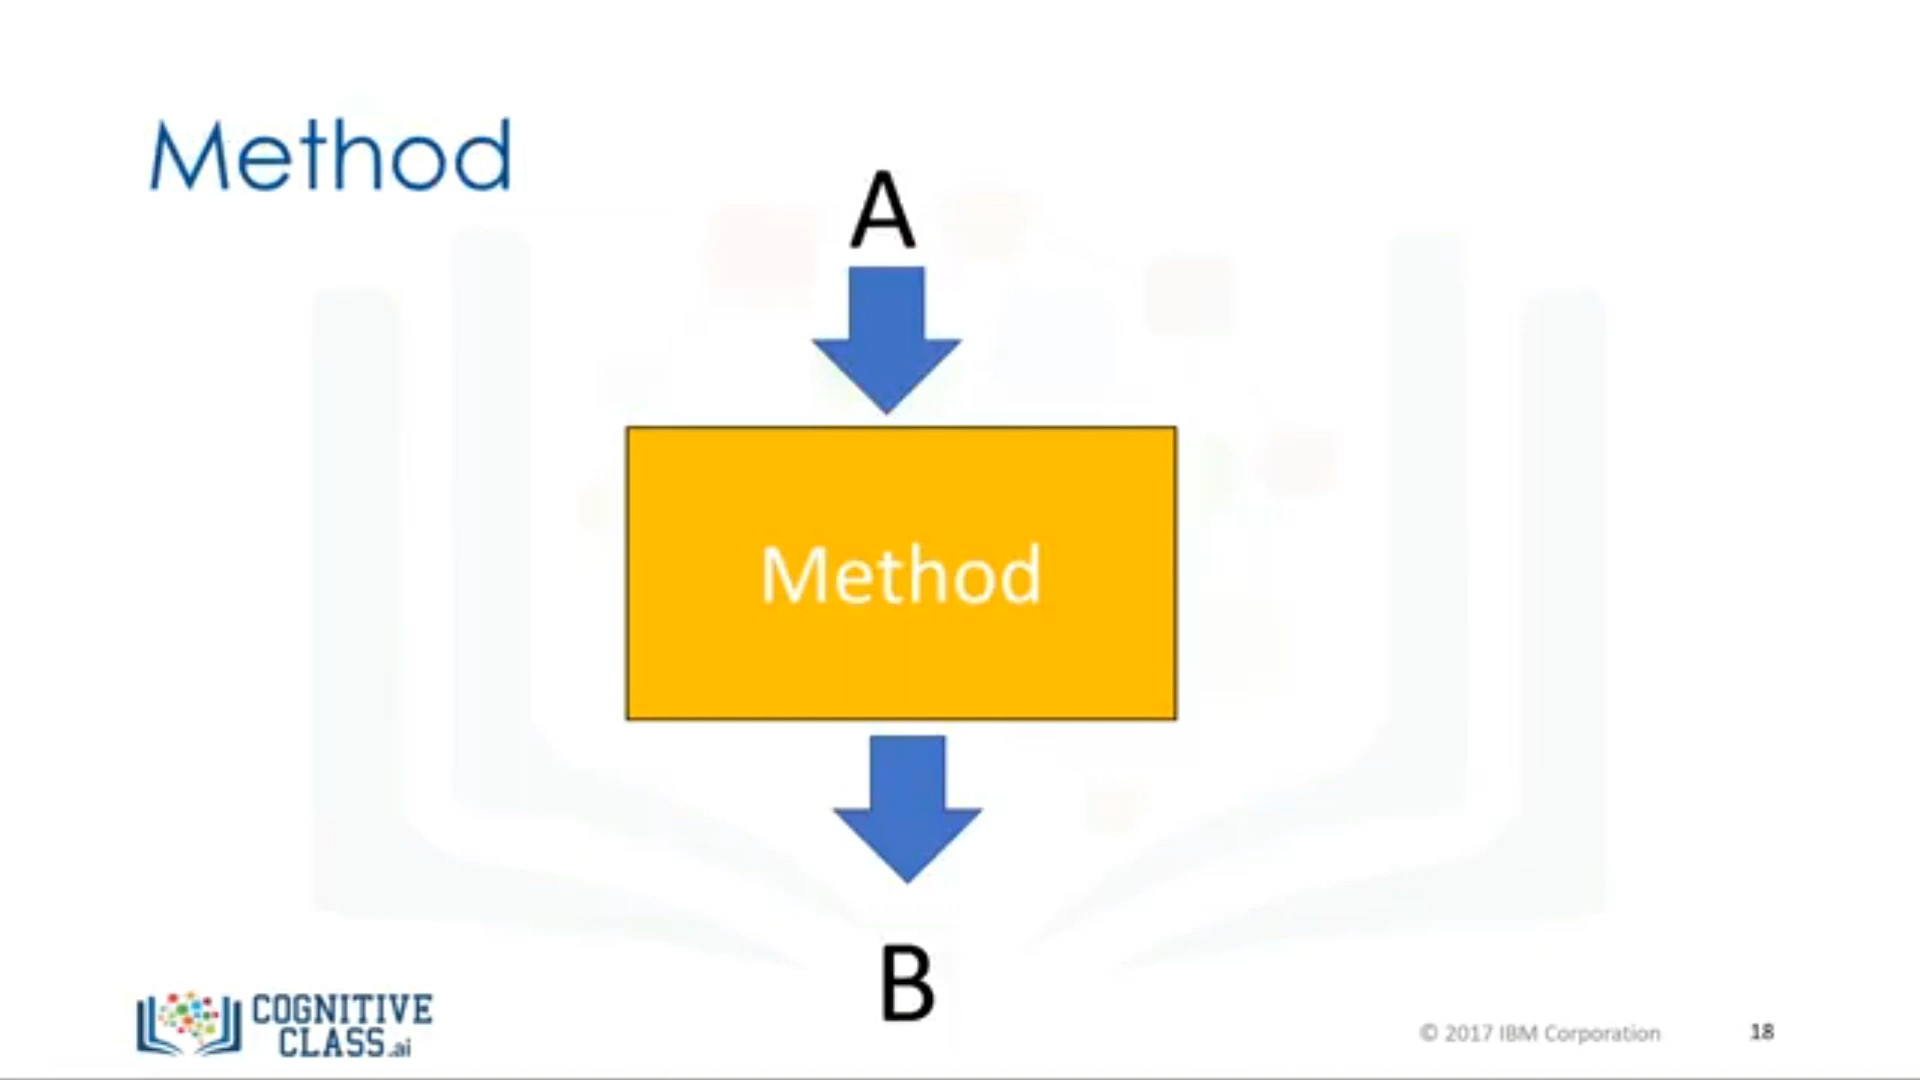 Method
A
Method
B
COGNITIVE
CLASS.ai
© 2017 IBM Corporation
18